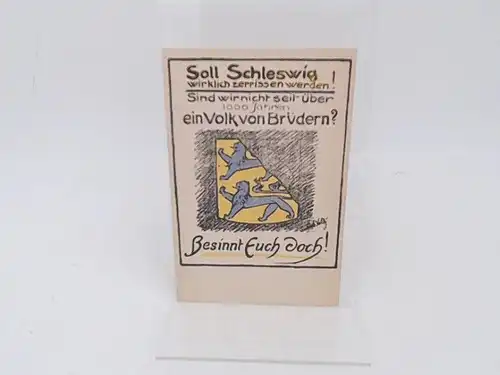 Soll Schleswig
wirklich zerrissen werden!
Sind wir nicht seit über
1000 Jahren
ein Volk von Brüdern?
Besinnt Euch doch!